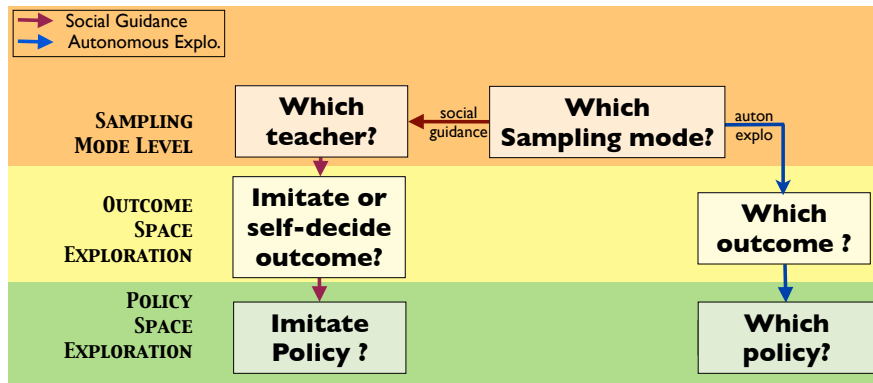 Social Guidance
Autonomous Explo.
SAMPLING
MODE LEVEL
Which
teacher?
social
guidance
Which
Sampling mode?
auton
explo
OUTCOME
SPACE
EXPLORATION
Imitate or
self-decide
outcome?
Which
outcome ?
POLICY
SPACE
EXPLORATION
Imitate
Policy ?
Which
policy?